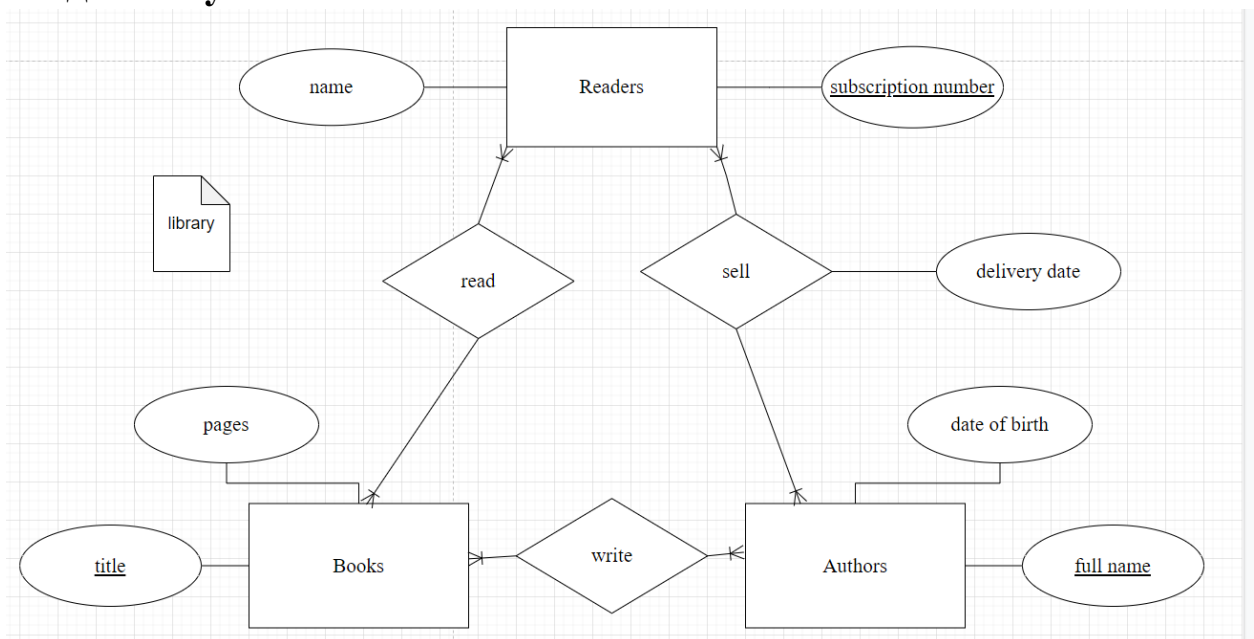 name
Readers
subscription number
library
read
sell
delivery date
pages
date of birth
title
Books
write
Authors
full name